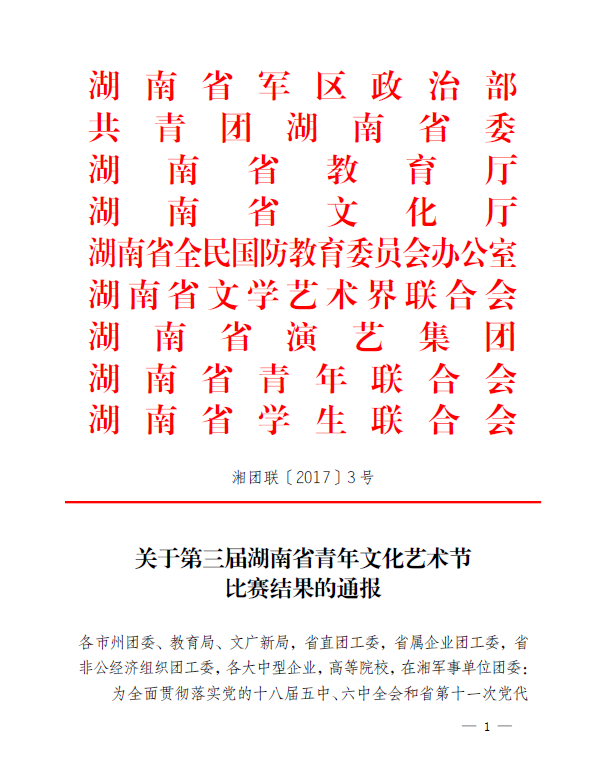 湖南省军区政治部
共青团湖南省委
湖南省教育厅
湖南省文化厅
湖南省全民国防教育委员会办公室
湖南省文学艺术界联合会
湖南省演艺集团
湖南省青年联合会
湖南省学生联合会
湘团联〔2017〕3号
关于第三届湖南省青年文化艺术节
比赛结果的通报
各市州团委、教育局、文广新局，省直团工委，省属企业团工委，省
非公经济组织团工委，各大中型企业，高等院校，在湘军事单位团委：
为全面贯彻落实党的十八届五中、六中全会和省第十一次党代
— 1 —